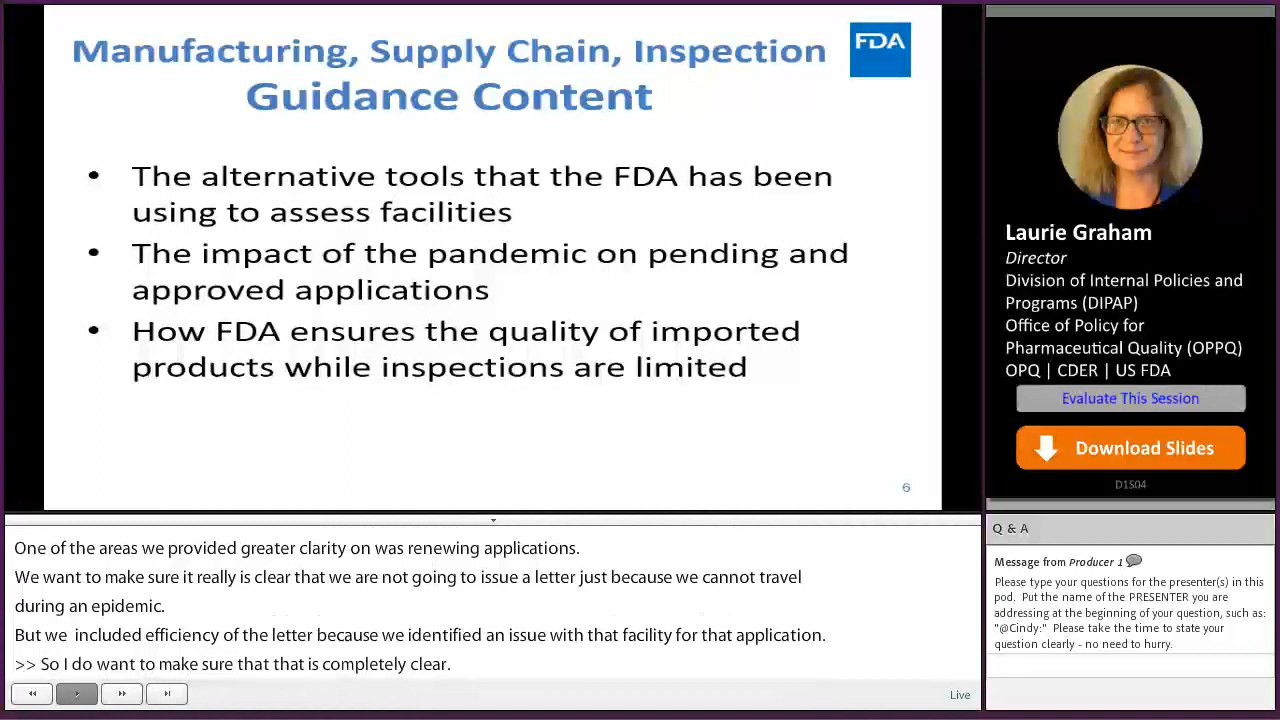 Manufacturing, Supply Chain, Inspection
Guidance Content
FDA
• The alternative tools that the FDA has been
using to assess facilities
• The impact of the pandemic on pending and
approved applications
• How FDA ensures the quality of imported
products while inspections are limited
6
Laurie Graham
Director
Division of Internal Policies and
Programs (DIPAP)
Office of Policy for
Pharmaceutical Quality (OPPQ)
OPQ | CDER | US FDA
Evaluate This Session
Download Slides
D1S04
One of the areas we provided greater clarity on was renewing applications.
We want to make sure it really is clear that we are not going to issue a letter just because we cannot travel
during an epidemic.
But we included efficiency of the letter because we identified an issue with that facility for that application.
>> So I do want to make sure that that is completely clear.
Live
Q & A
Message from Producer 1
Please type your questions for the presenter(s) in this
pod. Put the name of the PRESENTER you are
addressing at the beginning of your question, such as:
"@Cindy:" Please take the time to state your
question clearly - no need to hurry.